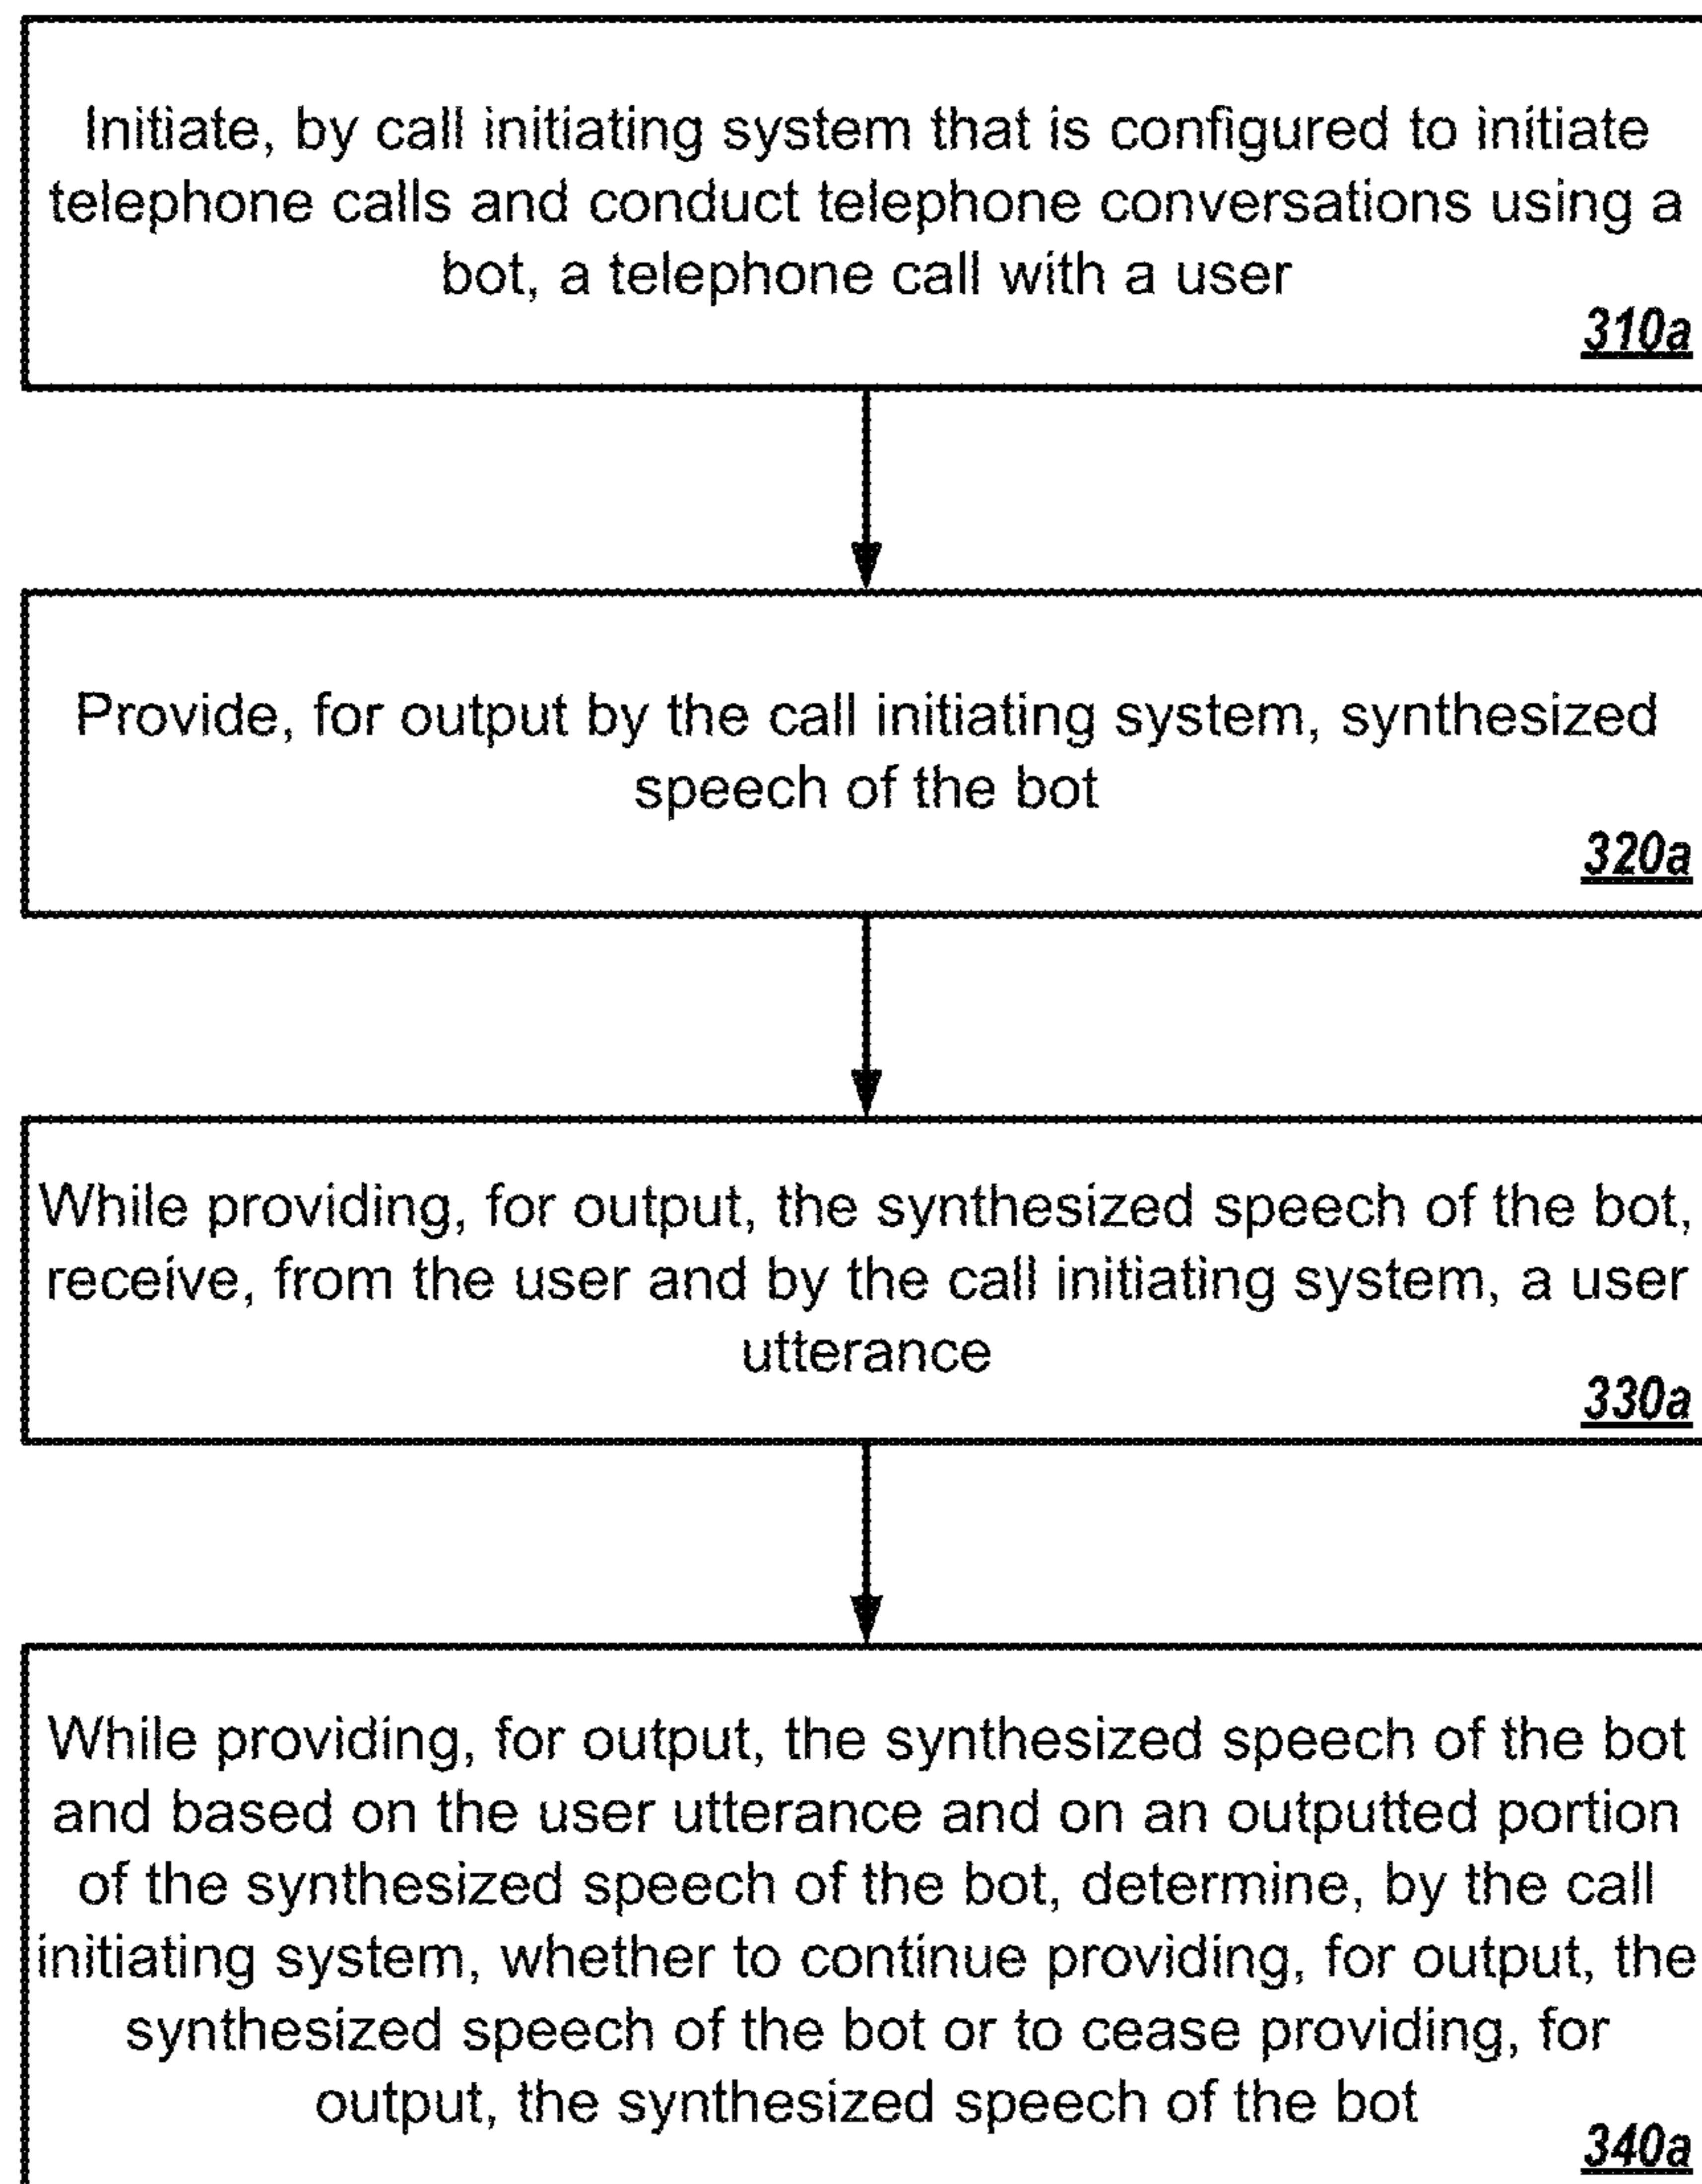 Initiate, by call initiating system that is configured to initiate
telephone calls and conduct telephone conversations using a
bot, a telephone call with a user
310a
Provide, for output by the call initiating system, synthesized
speech of the bot
320a
While providing, for output, the synthesized speech of the bot,
receive, from the user and by the call initiating system, a user
utterance
330a
While providing, for output, the synthesized speech of the bot
and based on the user utterance and on an outputted portion
of the synthesized speech of the bot, determine, by the call
initiating system, whether to continue providing, for output, the
synthesized speech of the bot or to cease providing, for
output, the synthesized speech of the bot
340a